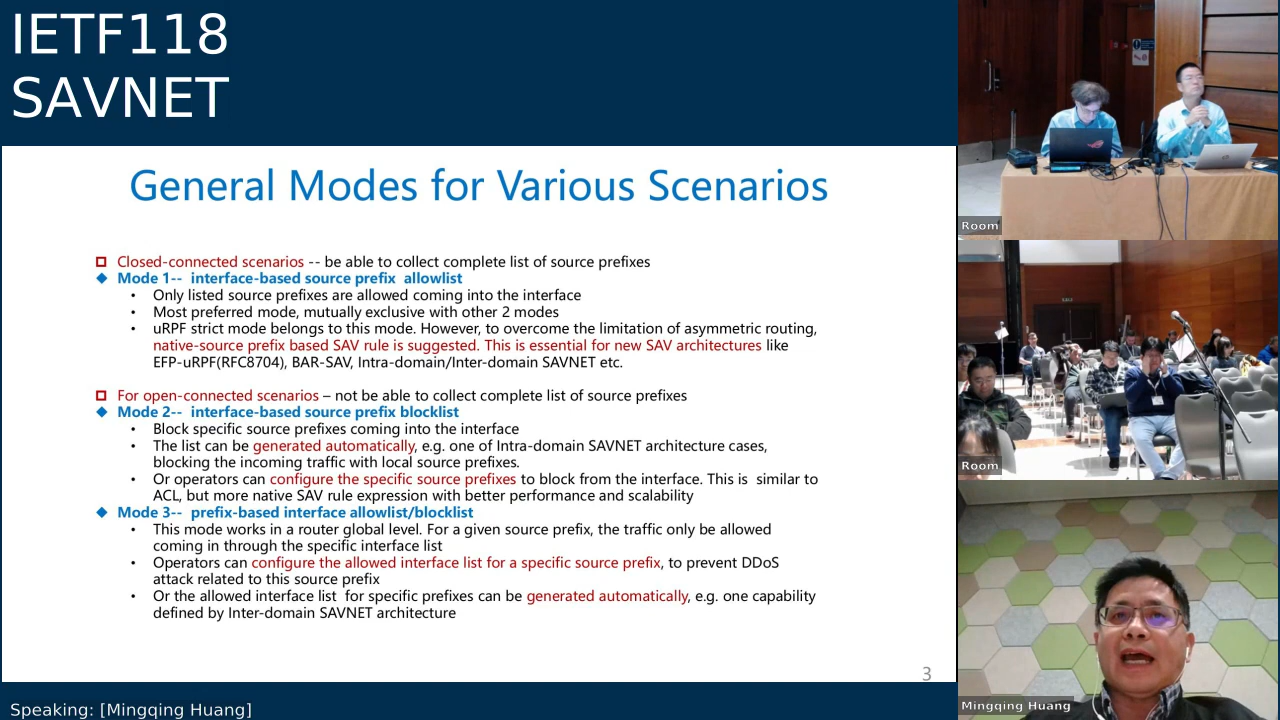 IETF118
SAVNET
General Modes for Various Scenarios
Closed-connected scenarios -- be able to collect complete list of source prefixes
Mode 1-- interface-based source prefix allowlist
• Only listed source prefixes are allowed coming into the interface
• Most preferred mode, mutually exclusive with other 2 modes
• uRPF strict mode belongs to this mode. However, to overcome the limitation of asymmetric routing,
native-source prefix based SAV rule is suggested. This is essential for new SAV architectures like
EFP-uRPF(RFC8704), BAR-SAV, Intra-domain/Inter-domain SAVNET etc.
For open-connected scenarios – not be able to collect complete list of source prefixes
Mode 2-- interface-based source prefix blocklist
• Block specific source prefixes coming into the interface
• The list can be generated automatically, e.g. one of Intra-domain SAVNET architecture cases,
blocking the incoming traffic with local source prefixes.
• Or operators can configure the specific source prefixes to block from the interface. This is similar to
ACL, but more native SAV rule expression with better performance and scalability
Mode 3-- prefix-based interface allowlist/blocklist
• This mode works in a router global level. For a given source prefix, the traffic only be allowed
coming in through the specific interface list
• Operators can configure the allowed interface list for a specific source prefix, to prevent DDoS
attack related to this source prefix
• Or the allowed interface list for specific prefixes can be generated automatically, e.g. one capability
defined by Inter-domain SAVNET architecture
3
Speaking: [Mingqing Huang]
Room
Room
Mingqing Huang